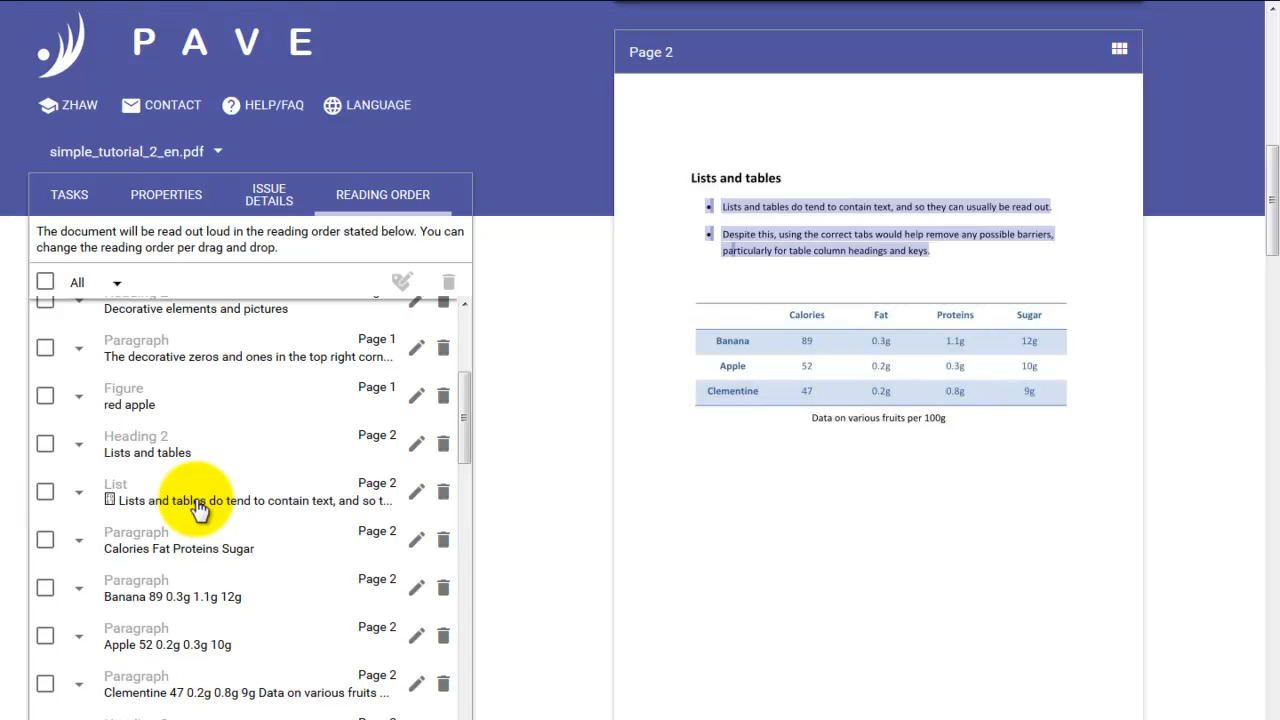 P A V E
ZHAW CONTACT HELP/FAQ LANGUAGE
simple_tutorial_2_en.pdf
TASKS PROPERTIES ISSUE DETAILS READING ORDER
The document will be read out loud in the reading order stated below. You can
change the reading order per drag and drop.
All
Decorative elements and pictures
Paragraph Page 1
The decorative zeros and ones in the top right corn...
Figure Page 1
red apple
Heading 2 Page 2
Lists and tables
List Page 2
Lists and tables do tend to contain text, and so t...
Paragraph Page 2
Calories Fat Proteins Sugar
Paragraph Page 2
Banana 89 0.3g 1.1g 12g
Paragraph Page 2
Apple 52 0.2g 0.3g 10g
Paragraph Page 2
Clementine 47 0.2g 0.8g 9g Data on various fruits ...
Page 2
Lists and tables
• Lists and tables do tend to contain text, and so they can usually be read out.
• Despite this, using the correct tabs would help remove any possible barriers,
particularly for table column headings and keys.
Calories Fat Proteins Sugar
Banana 89 0.3g 1.1g 12g
Apple 52 0.2g 0.3g 10g
Clementine 47 0.2g 0.8g 9g
Data on various fruits per 100g